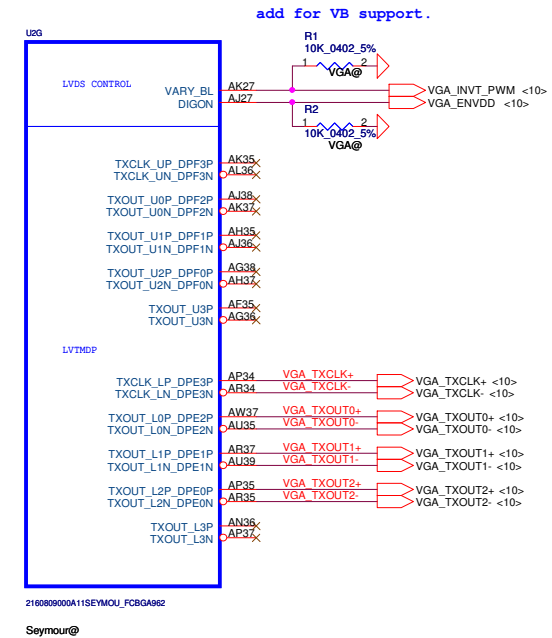 add for VB support.
U2G
R1
10K_0402_5%
1 2
VGA@
LVDS CONTROL
VARY_BL AK27 VGA_INVT_PWM <10>
DIGON AJ27 VGA_ENVDD <10>
R2
1 2
10K_0402_5%
VGA@
TXCLK_UP_DPF3P AK35
TXCLK_UN_DPF3N AL36
TXOUT_U0P_DPF2P AJ38
TXOUT_U0N_DPF2N AK37
TXOUT_U1P_DPF1P AH35
TXOUT_U1N_DPF1N AJ36
TXOUT_U2P_DPF0P AG38
TXOUT_U2N_DPF0N AH37
TXOUT_U3P AF35
TXOUT_U3N AG36
LVTMDP
TXCLK_LP_DPE3P AP34 VGA_TXCLK+ VGA_TXCLK+ <10>
TXCLK_LN_DPE3N AR34 VGA_TXCLK- VGA_TXCLK- <10>
TXOUT_L0P_DPE2P AW37 VGA_TXOUT0+ VGA_TXOUT0+ <10>
TXOUT_L0N_DPE2N AU35 VGA_TXOUT0- VGA_TXOUT0- <10>
TXOUT_L1P_DPE1P AR37 VGA_TXOUT1+ VGA_TXOUT1+ <10>
TXOUT_L1N_DPE1N AU39 VGA_TXOUT1- VGA_TXOUT1- <10>
TXOUT_L2P_DPE0P AP35 VGA_TXOUT2+ VGA_TXOUT2+ <10>
TXOUT_L2N_DPE0N AR35 VGA_TXOUT2- VGA_TXOUT2- <10>
TXOUT_L3P AN36
TXOUT_L3N AP37
2160809000A11SEYMOU_FCBGA962
Seymour@